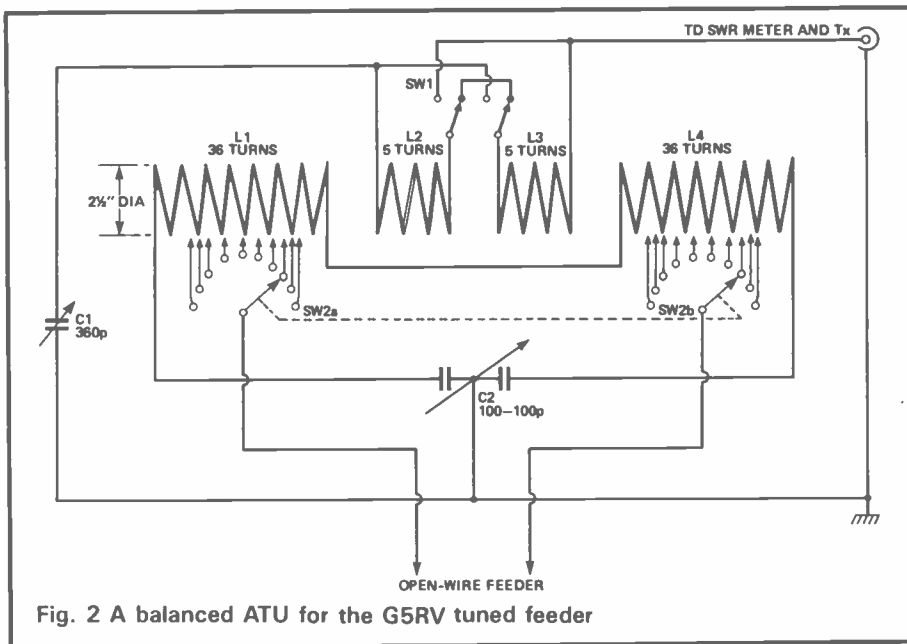 TD SWR METER AND Tx
SW1
L1
36 TURNS
L2
5 TURNS
L3
5 TURNS
L4
36 TURNS
2½" DIA
SW2a
SW2b
C1
360p
C2
100–100p
OPEN-WIRE FEEDER
Fig. 2 A balanced ATU for the G5RV tuned feeder